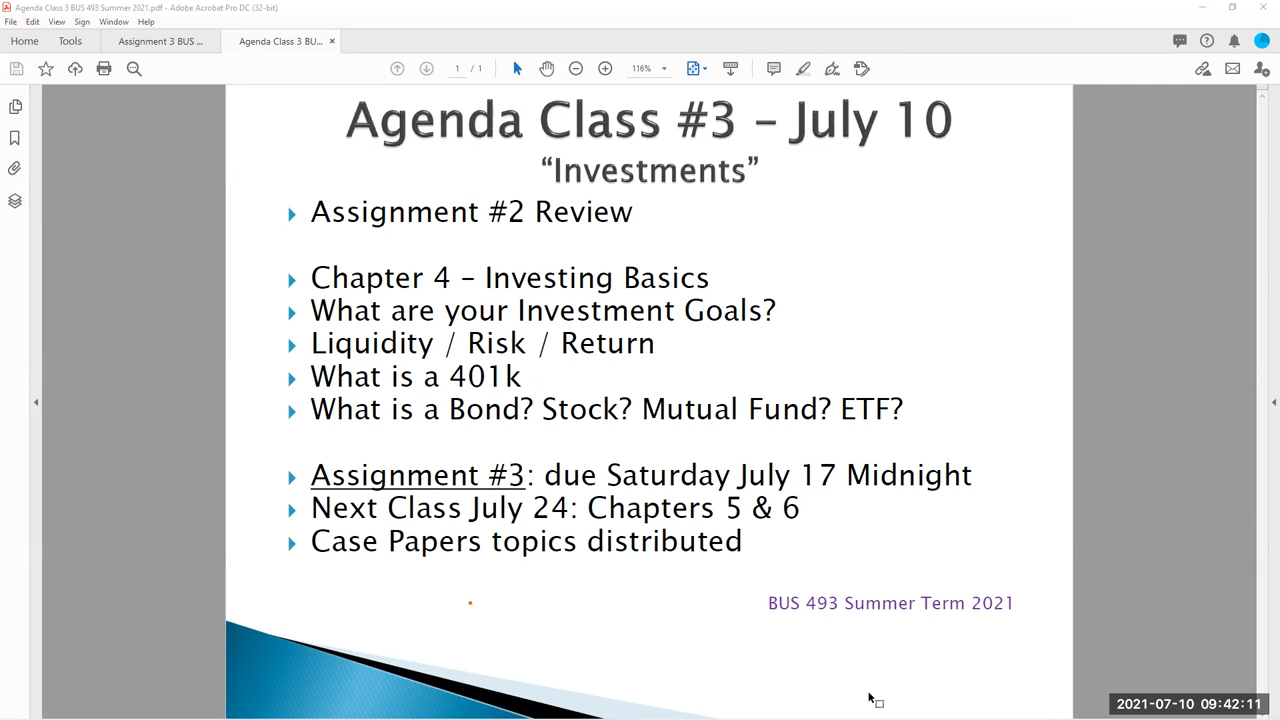 Agenda Class 3 BUS 493 Summer 2021.pdf - Adobe Acrobat Pro DC (32-bit)
File Edit View Sign Window Help
Home Tools Assignment 3 BUS ... Agenda Class 3 BU... ×
1 / 1 116%
Agenda Class #3 – July 10
“Investments”
Assignment #2 Review
Chapter 4 – Investing Basics
What are your Investment Goals?
Liquidity / Risk / Return
What is a 401k
What is a Bond? Stock? Mutual Fund? ETF?
Assignment #3: due Saturday July 17 Midnight
Next Class July 24: Chapters 5 & 6
Case Papers topics distributed
BUS 493 Summer Term 2021
2021-07-10 09:42:11